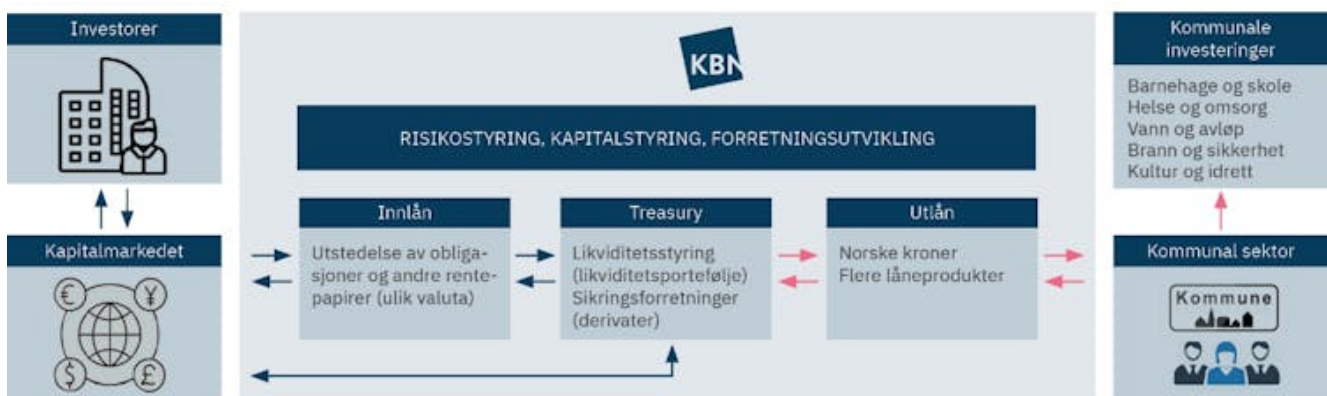 Investorer
Kapitalmarkedet
€
¥
$
£
KBN
RISIKOSTYRING, KAPITALSTYRING, FORRETNINGSUTVIKLING
Innlån
Utstedelse av obliga-
sjoner og andre rente-
papirer (ulik valuta)
Treasury
Likviditetsstyring
(likviditetsportefølje)
Sikringsforretninger
(derivater)
Utlån
Norske kroner
Flere låneprodukter
Kommunale
investeringer
Barnehage og skole
Helse og omsorg
Vann og avløp
Brann og sikkerhet
Kultur og idrett
Kommunal sektor
Kommune